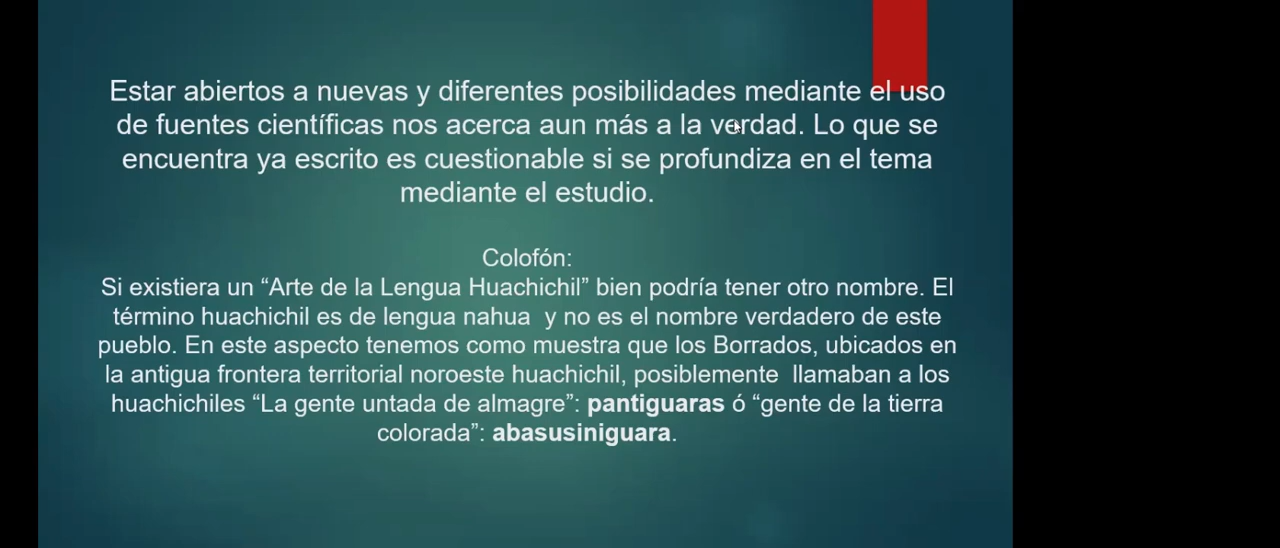 Estar abiertos a nuevas y diferentes posibilidades mediante el uso
de fuentes científicas nos acerca aun más a la verdad. Lo que se
encuentra ya escrito es cuestionable si se profundiza en el tema
mediante el estudio.
Colofón:
Si existiera un “Arte de la Lengua Huachichil” bien podría tener otro nombre. El
término huachichil es de lengua nahua y no es el nombre verdadero de este
pueblo. En este aspecto tenemos como muestra que los Borrados, ubicados en
la antigua frontera territorial noroeste huachichil, posiblemente llamaban a los
huachichiles “La gente untada de almagre”: pantiguaras ó “gente de la tierra
colorada”: abasusiniguara.